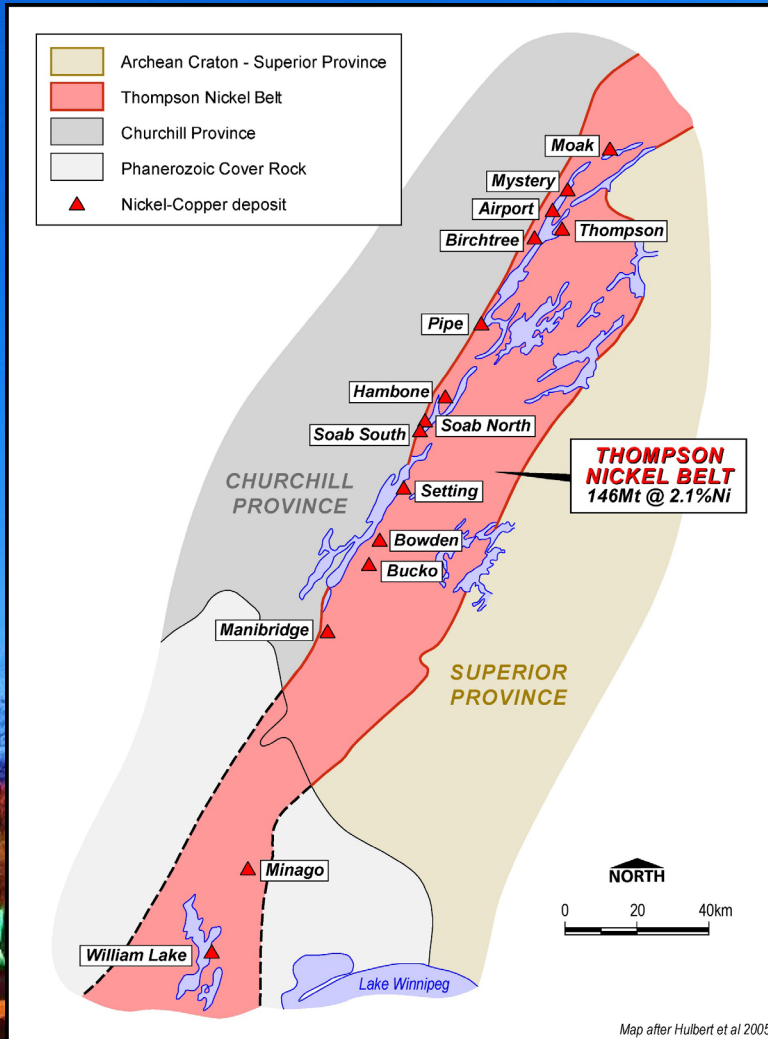 Archean Craton - Superior Province
Thompson Nickel Belt
Churchill Province
Phanerozoic Cover Rock
Nickel-Copper deposit
Moak
Mystery
Airport
Thompson
Birchtree
Pipe
Hambone
Soab North
Soab South
THOMPSON
NICKEL BELT
146Mt @ 2.1%Ni
CHURCHILL
PROVINCE
Setting
Bowden
Bucko
Manibridge
SUPERIOR
PROVINCE
Minago
NORTH
0 20 40km
William Lake
Lake Winnipeg
Map after Hulbert et al 2005